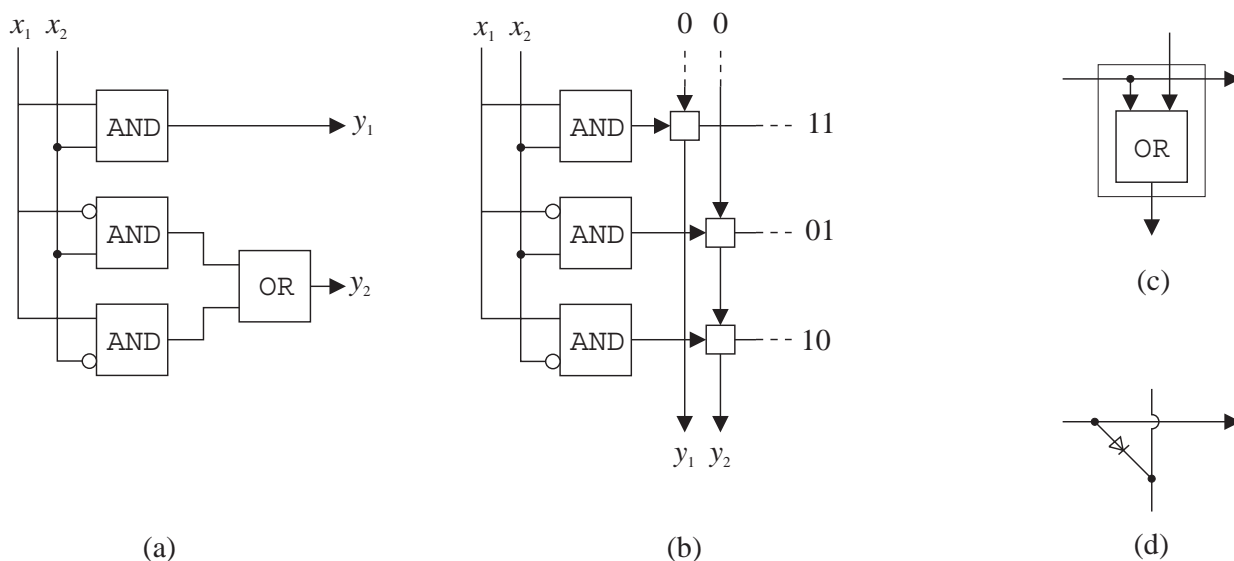 x₁ x₂
AND
y₁
AND
OR
y₂
AND
(a)
x₁ x₂ 0 0
AND
11
AND
01
AND
10
y₁ y₂
(b)
OR
(c)
(d)